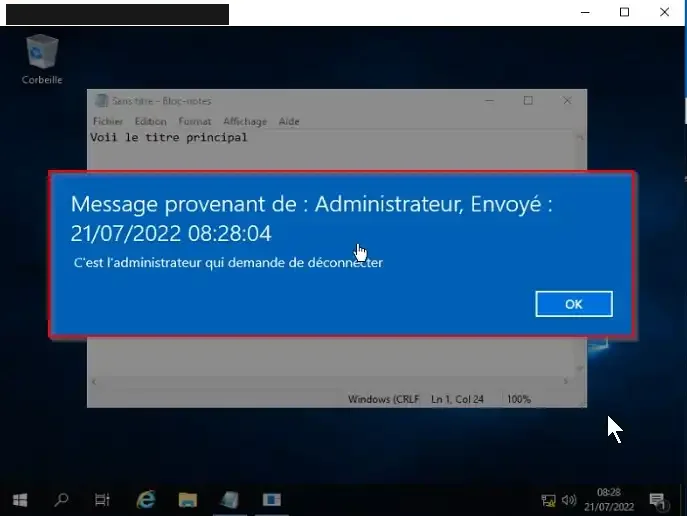 Corbeille
Sans titre – Bloc-notes
Fichier Edition Format Affichage Aide
Voii le titre principal
Message provenant de : Administrateur, Envoyé :
21/07/2022 08:28:04
C'est l'administrateur qui demande de déconnecter
OK
Windows (CRLF Ln 1, Col 24 100%
08:28
21/07/2022
1